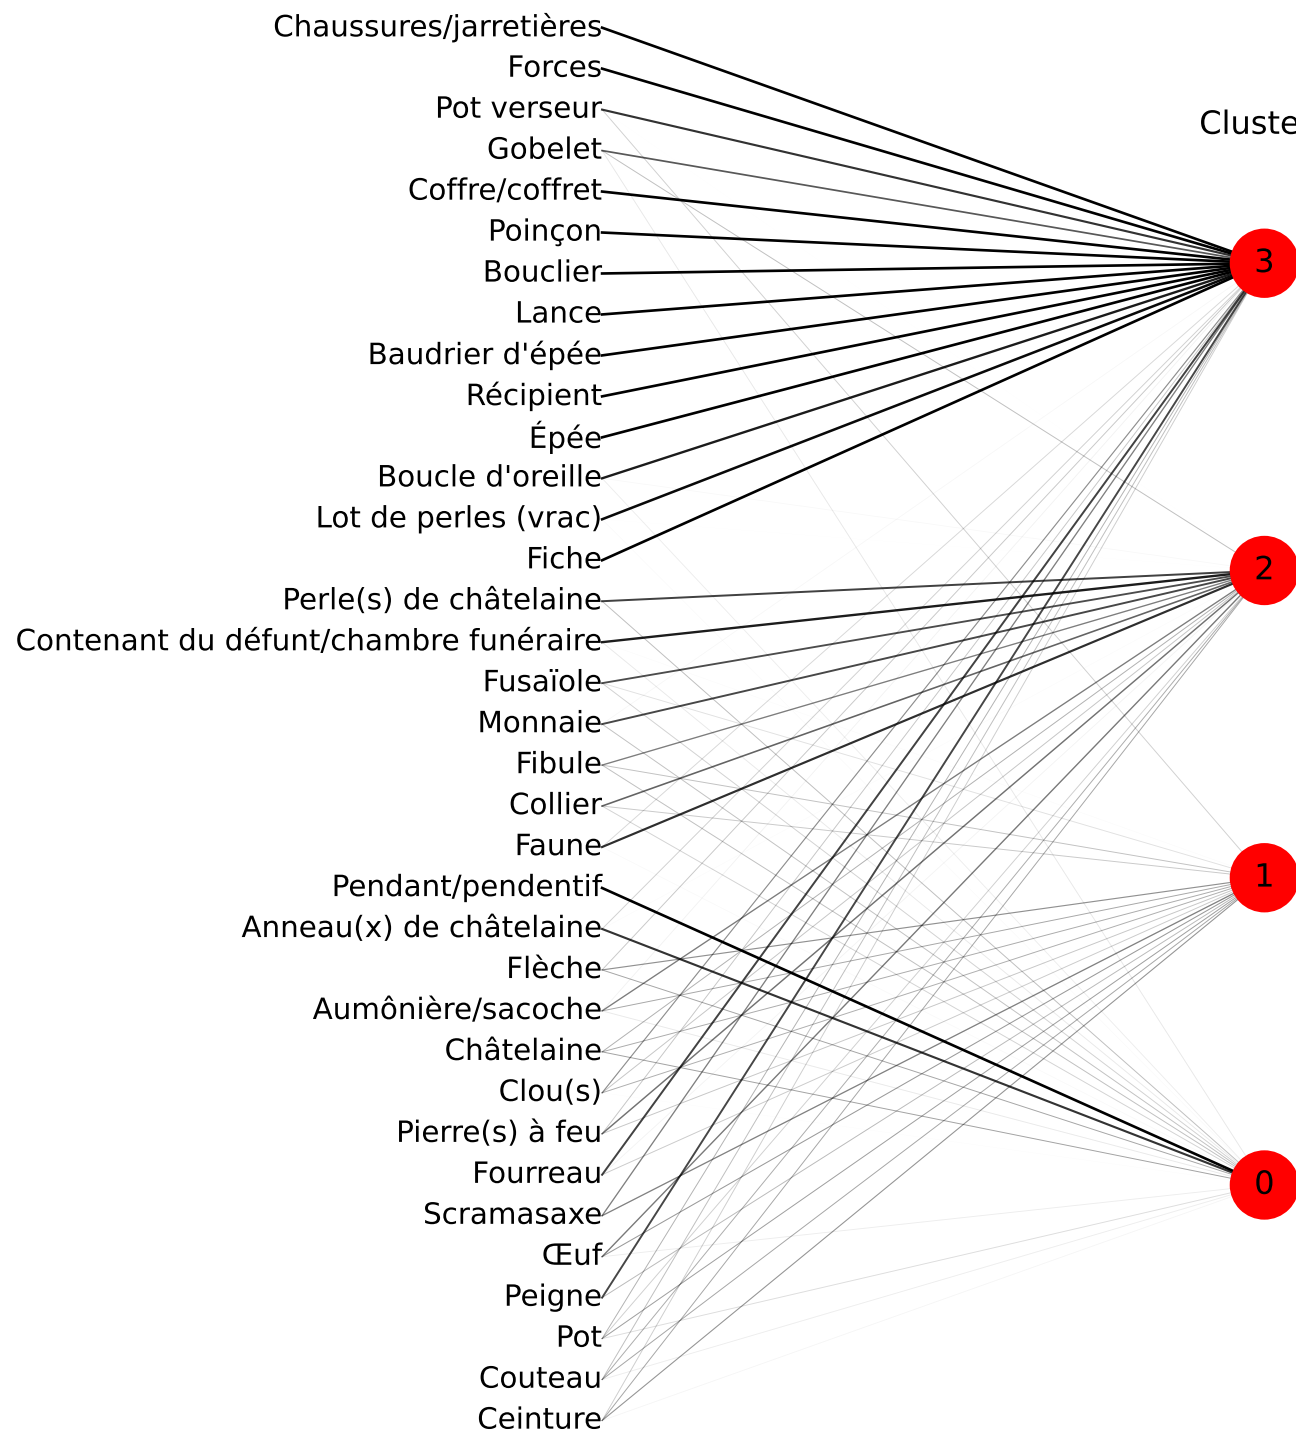 Chaussures/jarretières
Forces
Pot verseur
Cluste
Gobelet
Coffre/coffret
Poinçon
3
Bouclier
Lance
Baudrier d'épée
Récipient
Épée
Boucle d'oreille
Lot de perles (vrac)
Fiche
2
Perle(s) de châtelaine
Contenant du défunt/chambre funéraire
Fusaïole
Monnaie
Fibule
Collier
Faune
1
Pendant/pendentif
Anneau(x) de châtelaine
Flèche
Aumônière/sacoche
Châtelaine
Clou(s)
Pierre(s) à feu
Fourreau
0
Scramasaxe
Œuf
Peigne
Pot
Couteau
Ceinture